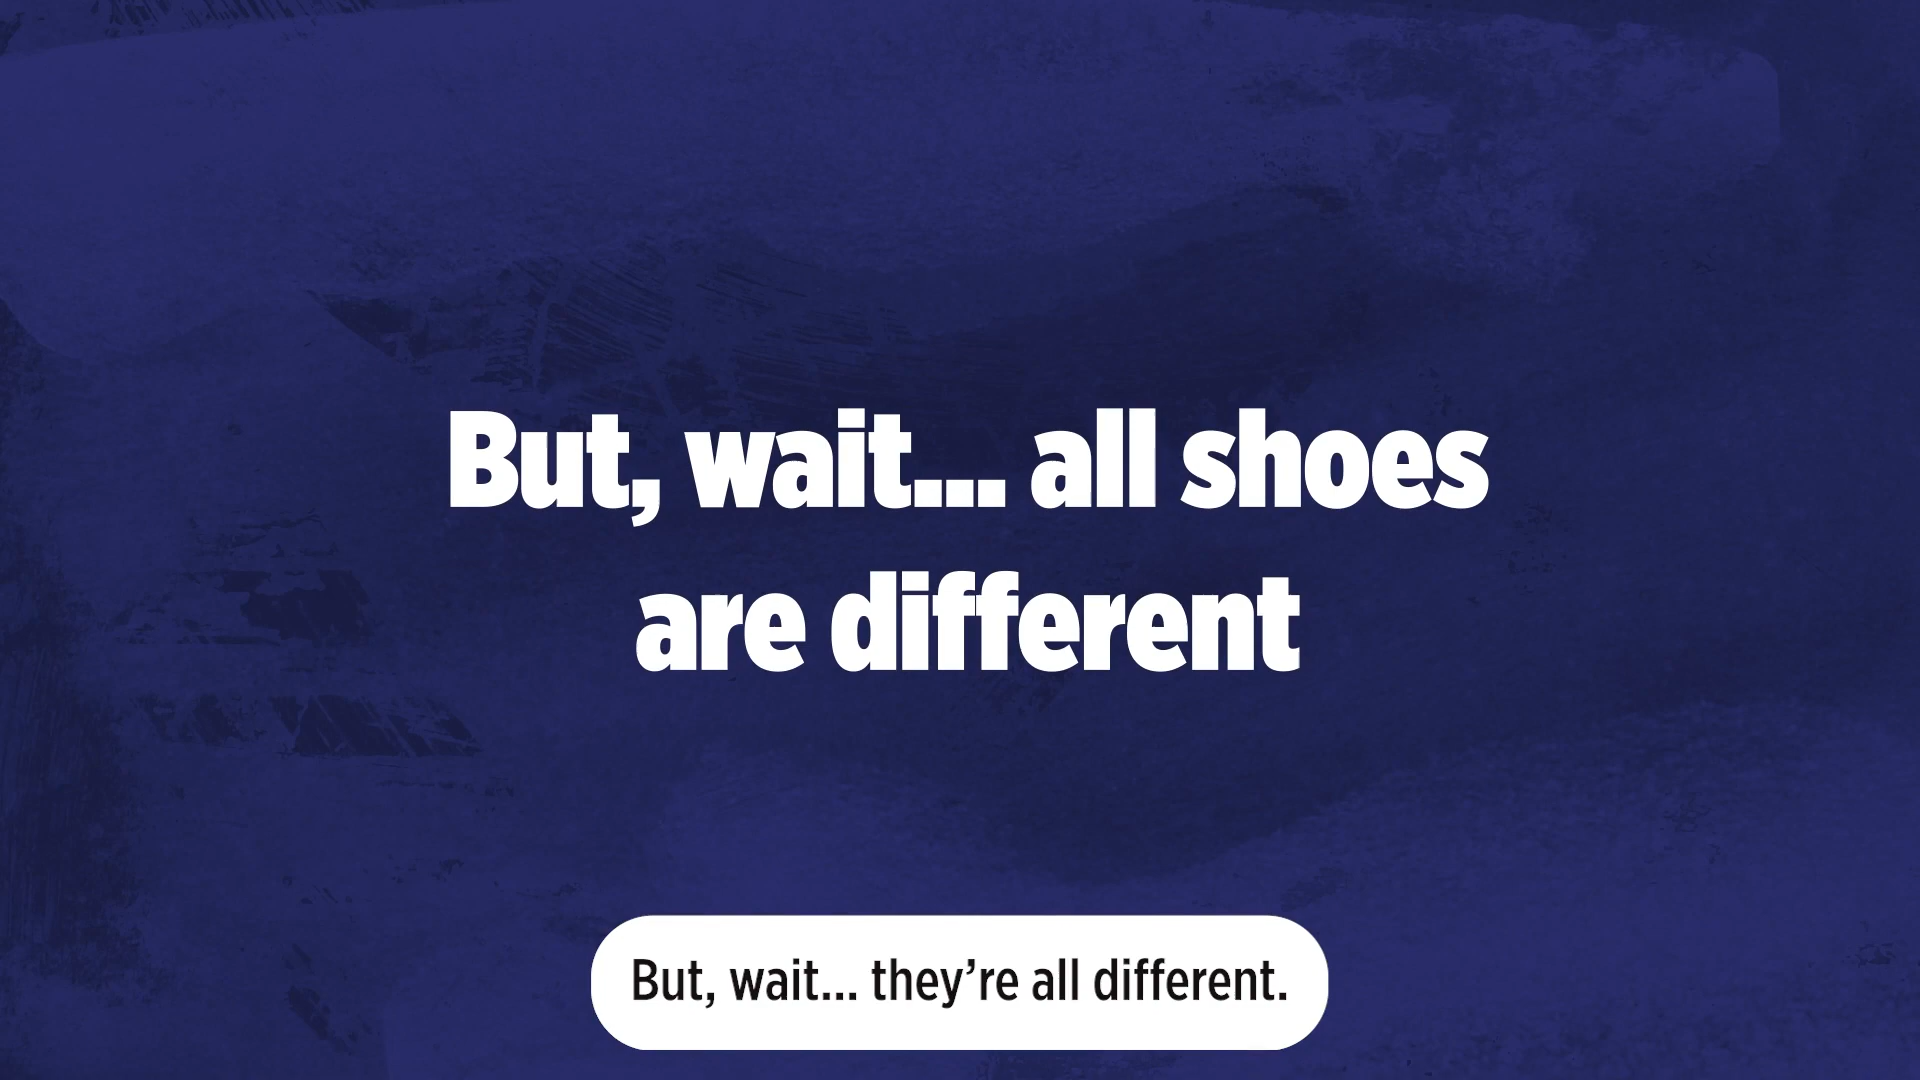 But, wait... all shoes
are different
But, wait... they’re all different.